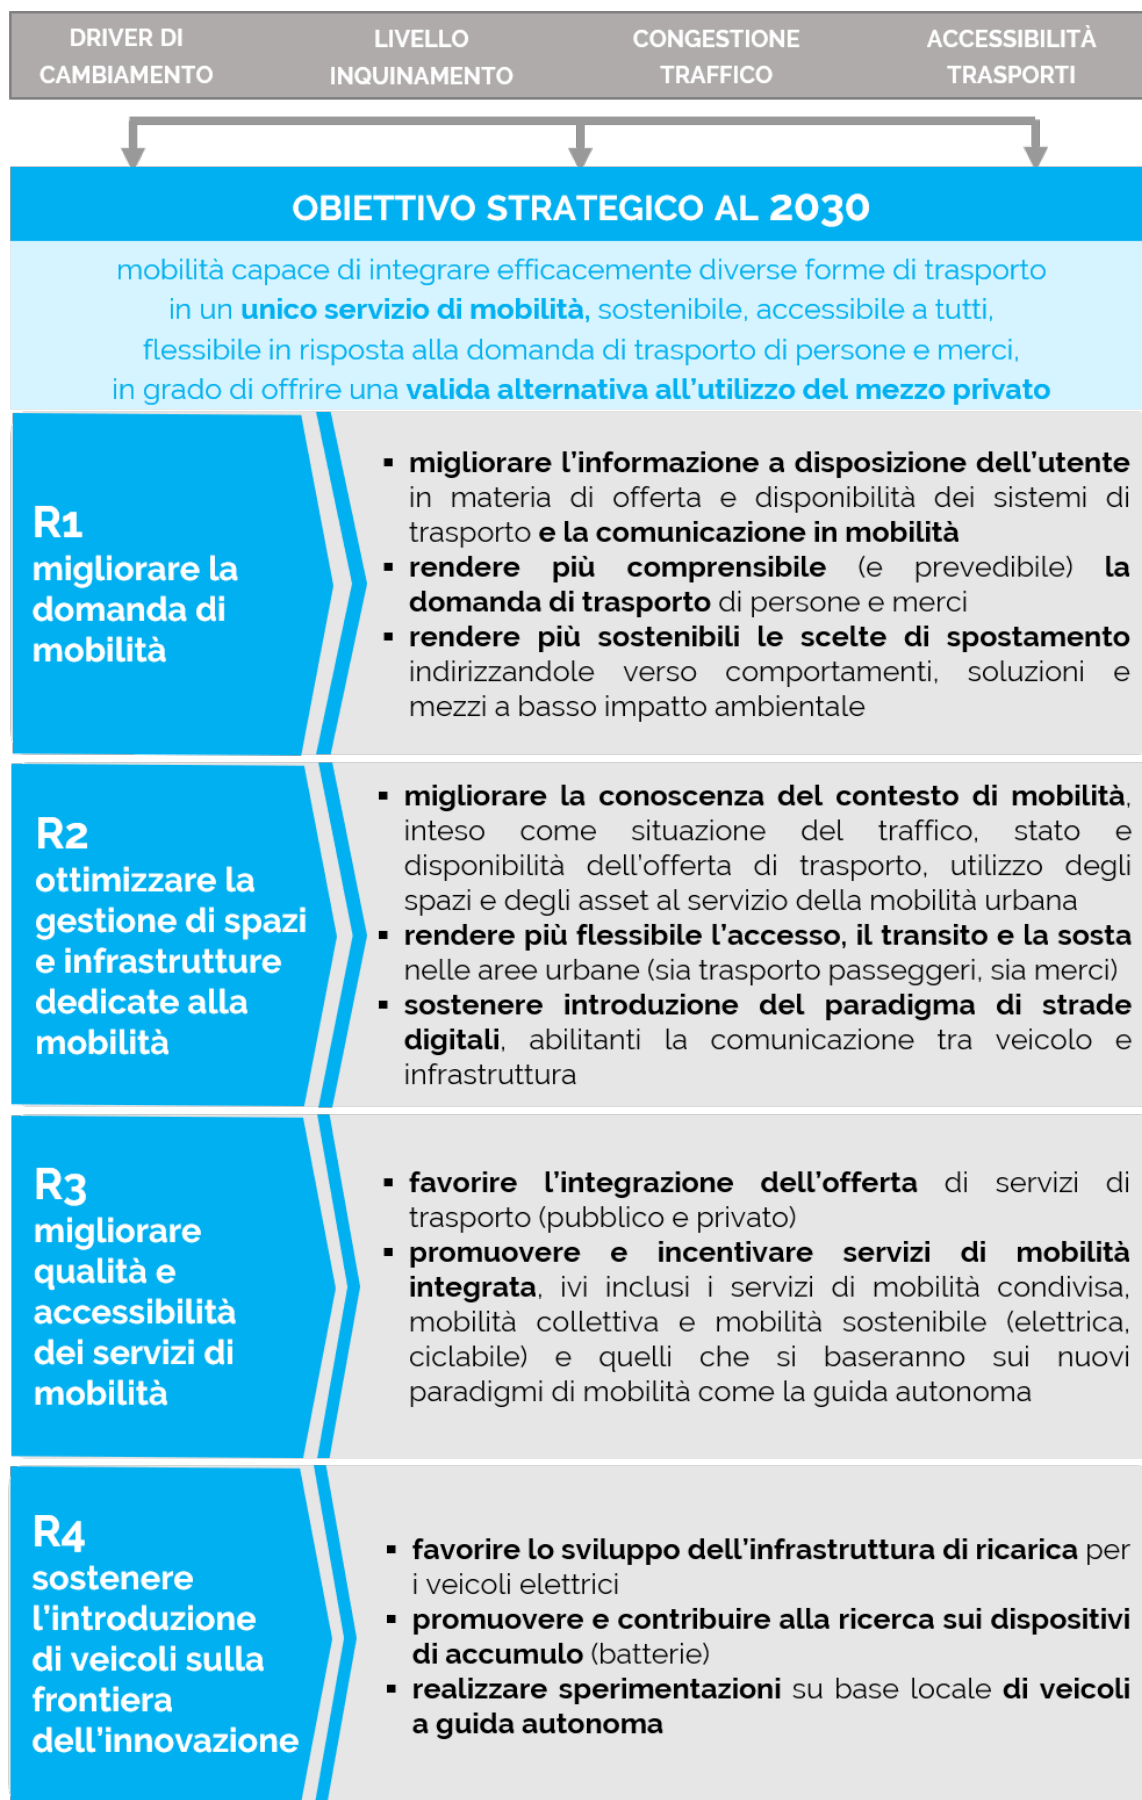 DRIVER DI
CAMBIAMENTO
LIVELLO
INQUINAMENTO
CONGESTIONE
TRAFFICO
ACCESSIBILITÀ
TRASPORTI
OBIETTIVO STRATEGICO AL 2030
mobilità capace di integrare efficacemente diverse forme di trasporto
in un unico servizio di mobilità, sostenibile, accessibile a tutti,
flessibile in risposta alla domanda di trasporto di persone e merci,
in grado di offrire una valida alternativa all'utilizzo del mezzo privato
R1
migliorare la
domanda di
mobilità
▪ migliorare l'informazione a disposizione dell'utente
in materia di offerta e disponibilità dei sistemi di
trasporto e la comunicazione in mobilità
▪ rendere più comprensibile (e prevedibile) la
domanda di trasporto di persone e merci
▪ rendere più sostenibili le scelte di spostamento
indirizzandole verso comportamenti, soluzioni e
mezzi a basso impatto ambientale
R2
ottimizzare la
gestione di spazi
e infrastrutture
dedicate alla
mobilità
▪ migliorare la conoscenza del contesto di mobilità,
inteso come situazione del traffico, stato e
disponibilità dell'offerta di trasporto, utilizzo degli
spazi e degli asset al servizio della mobilità urbana
▪ rendere più flessibile l'accesso, il transito e la sosta
nelle aree urbane (sia trasporto passeggeri, sia merci)
▪ sostenere introduzione del paradigma di strade
digitali, abilitanti la comunicazione tra veicolo e
infrastruttura
R3
migliorare
qualità e
accessibilità
dei servizi di
mobilità
▪ favorire l'integrazione dell'offerta di servizi di
trasporto (pubblico e privato)
▪ promuovere e incentivare servizi di mobilità
integrata, ivi inclusi i servizi di mobilità condivisa,
mobilità collettiva e mobilità sostenibile (elettrica,
ciclabile) e quelli che si baseranno sui nuovi
paradigmi di mobilità come la guida autonoma
R4
sostenere
l'introduzione
di veicoli sulla
frontiera
dell'innovazione
▪ favorire lo sviluppo dell'infrastruttura di ricarica per
i veicoli elettrici
▪ promuovere e contribuire alla ricerca sui dispositivi
di accumulo (batterie)
▪ realizzare sperimentazioni su base locale di veicoli
a guida autonoma